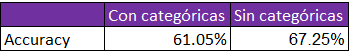 Con categóricas Sin categóricas
Accuracy 61.05% 67.25%